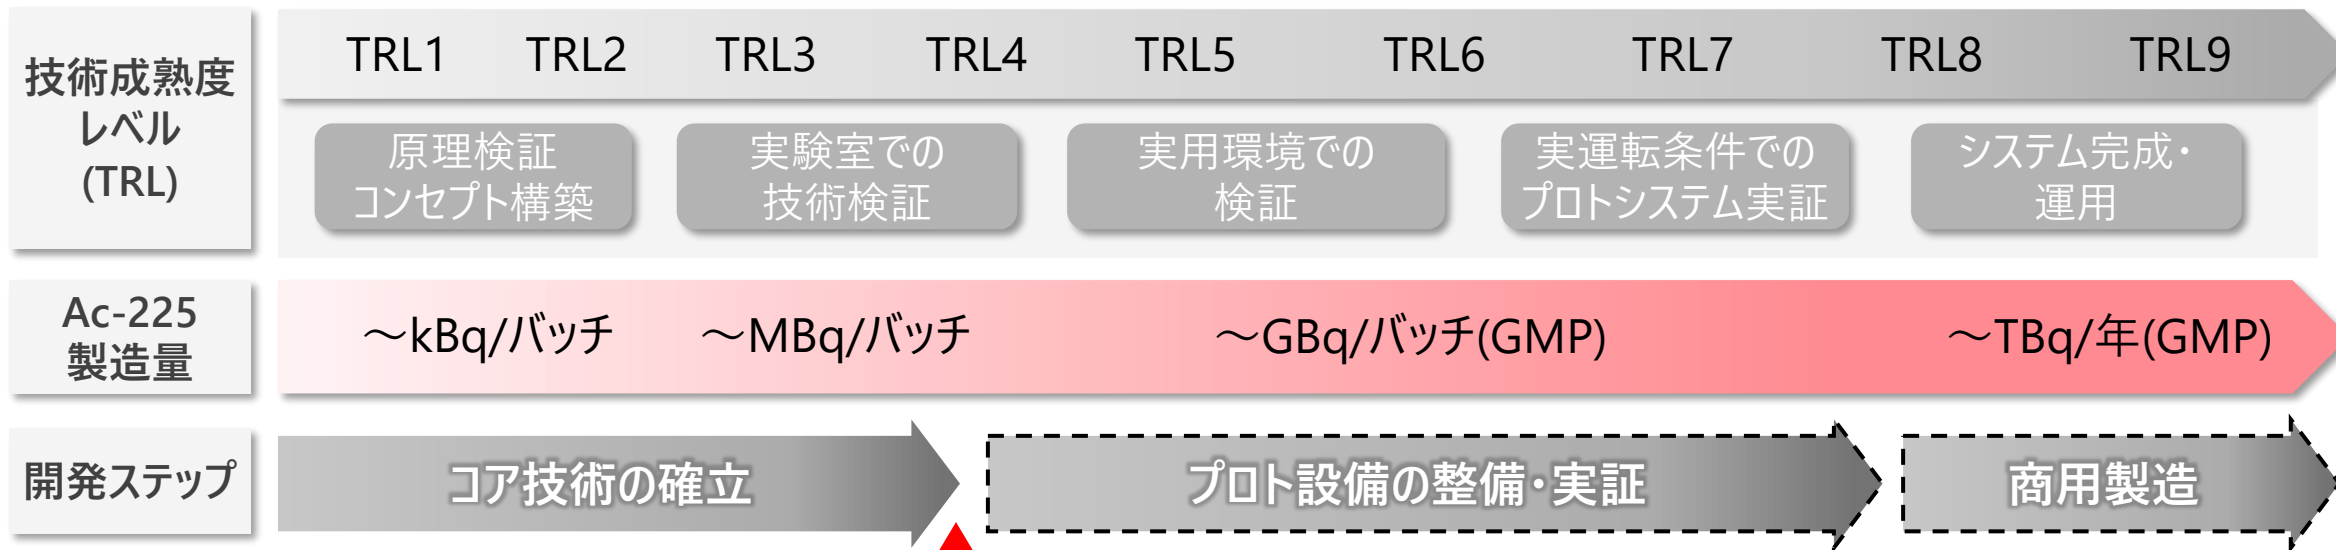 技術成熟度
レベル
(TRL)
TRL1 TRL2 TRL3 TRL4 TRL5 TRL6 TRL7 TRL8 TRL9
原理検証
コンセプト構築
実験室での
技術検証
実用環境での
検証
実運転条件での
プロトシステム実証
システム完成・
運用
Ac-225
製造量
～kBq/バッチ ～MBq/バッチ ～GBq/バッチ(GMP) ～TBq/年(GMP)
開発ステップ
コア技術の確立
プロト設備の整備・実証
商用製造